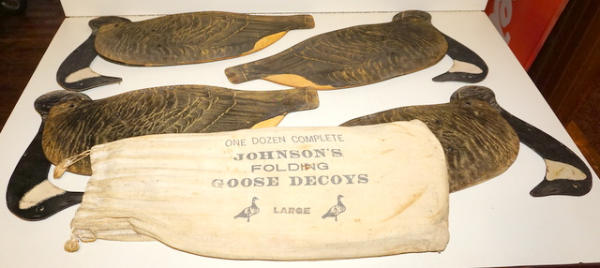 ONE DOZEN COMPLETE
JOHNSON'S
FOLDING
GOOSE DECOYS
LARGE